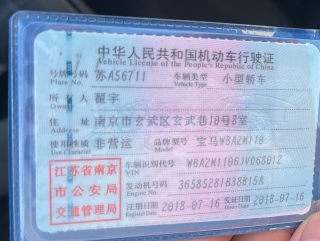 中华人民共和国机动车行驶证
Vehicle License of the People's Republic of China
号牌号码 苏A56711 车辆类型 小型轿车
Plate No. Vehicle Type
所有人 翟宇
Owner
住址 南京市玄武区玄武巷18号8室
Address
使用性质 非营运 品牌型号 宝马WBA2M110
Model
江苏省南京
市公安局
交通管理局
车辆识别代号
VIN
发动机号码
Engine No.
注册日期 2018-07-16 发证日期 2018-07-16
Register Date Issue Date